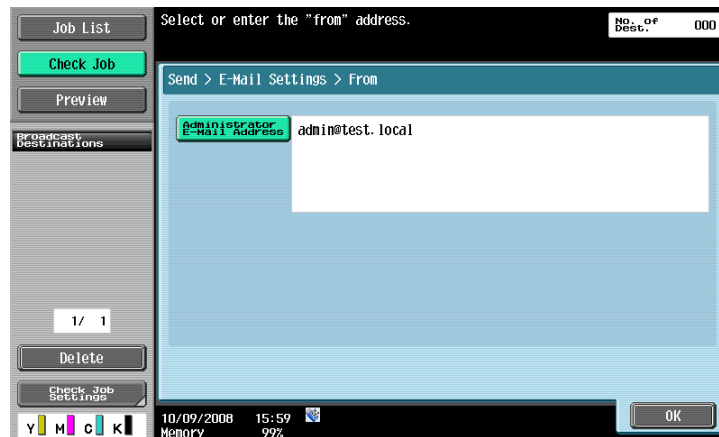 Job List
Select or enter the "from" address.
No. of
Dest.
000
Check Job
Send > E-Mail Settings > From
Preview
Administrator
E-Mail Address
admin@test.local
Broadcast
Destinations
1/ 1
Delete
Check Job
Settings
10/09/2008 15:59
OK
Y M C K
Memory 99%